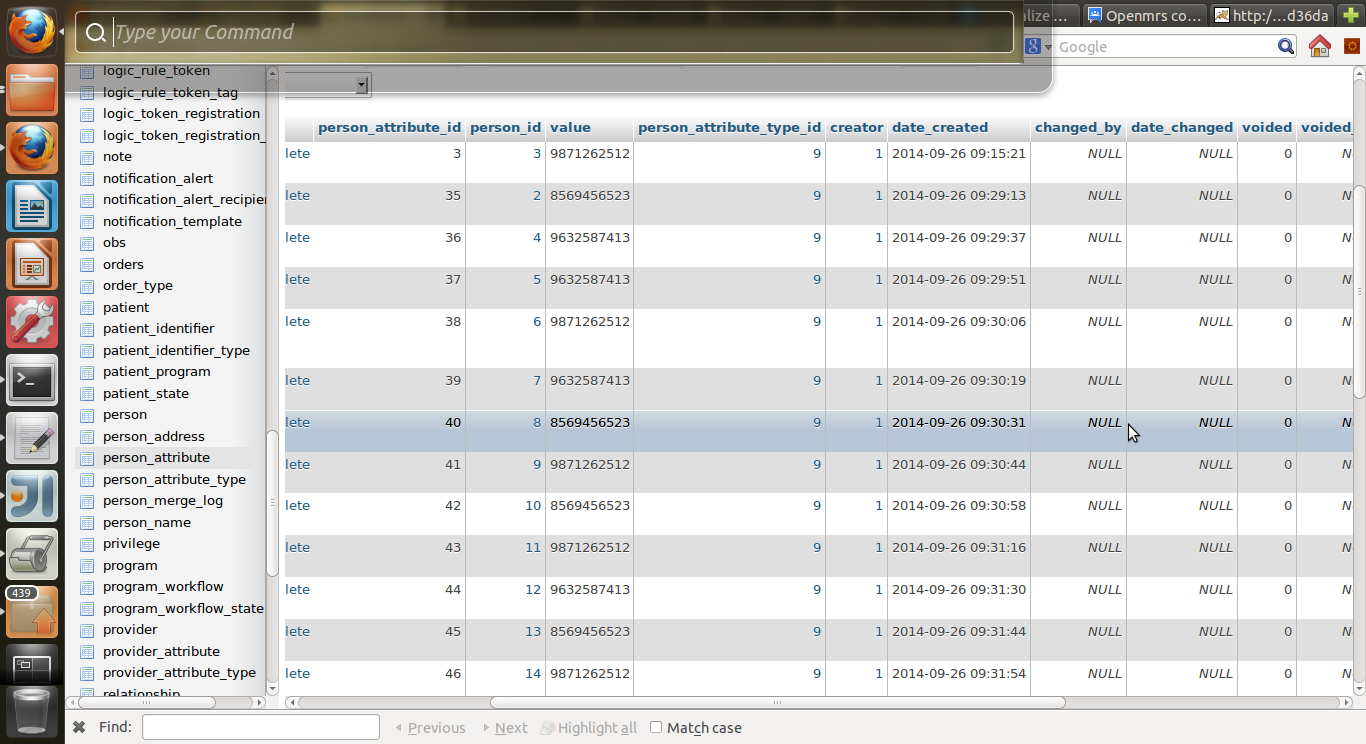 Type your Command
alize ...
Openmrs co...
http:/...d36da
Google
logic_rule_token
logic_rule_token_tag
logic_token_registration
logic_token_registration_
note
notification_alert
notification_alert_recipie
notification_template
obs
orders
order_type
patient
patient_identifier
patient_identifier_type
patient_program
patient_state
person
person_address
person_attribute
person_attribute_type
person_merge_log
person_name
privilege
program
program_workflow
program_workflow_state
provider
provider_attribute
provider_attribute_type
relationship
person_attribute_id person_id value person_attribute_type_id creator date_created changed_by date_changed voided voided_
lete 3 3 9871262512 9 1 2014-09-26 09:15:21 NULL NULL 0 N
lete 35 2 8569456523 9 1 2014-09-26 09:29:13 NULL NULL 0 N
lete 36 4 9632587413 9 1 2014-09-26 09:29:37 NULL NULL 0 N
lete 37 5 9632587413 9 1 2014-09-26 09:29:51 NULL NULL 0 N
lete 38 6 9871262512 9 1 2014-09-26 09:30:06 NULL NULL 0 N
lete 39 7 9632587413 9 1 2014-09-26 09:30:19 NULL NULL 0 N
lete 40 8 8569456523 9 1 2014-09-26 09:30:31 NULL NULL 0 N
lete 41 9 9871262512 9 1 2014-09-26 09:30:44 NULL NULL 0 N
lete 42 10 8569456523 9 1 2014-09-26 09:30:58 NULL NULL 0 N
lete 43 11 9871262512 9 1 2014-09-26 09:31:16 NULL NULL 0 N
lete 44 12 9632587413 9 1 2014-09-26 09:31:30 NULL NULL 0 N
lete 45 13 8569456523 9 1 2014-09-26 09:31:44 NULL NULL 0 N
lete 46 14 9871262512 9 1 2014-09-26 09:31:54 NULL NULL 0 N
439
Find: Previous Next Highlight all Match case